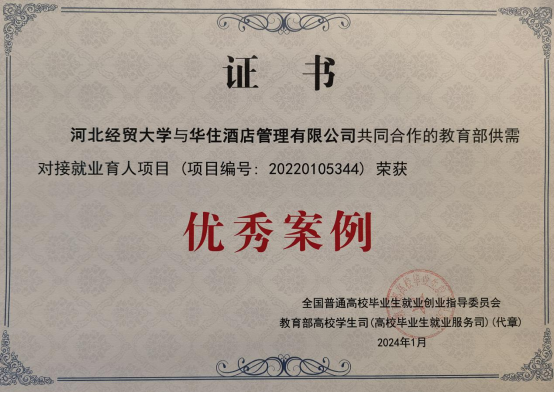 证 书
河北经贸大学与华住酒店管理有限公司共同合作的教育部供需
对接就业育人项目（项目编号：20220105344）荣获
优秀案例
全国普通高校毕业生就业创业指导委员会
教育部高校学生司(高校毕业生就业服务司)(代章)
2024年1月